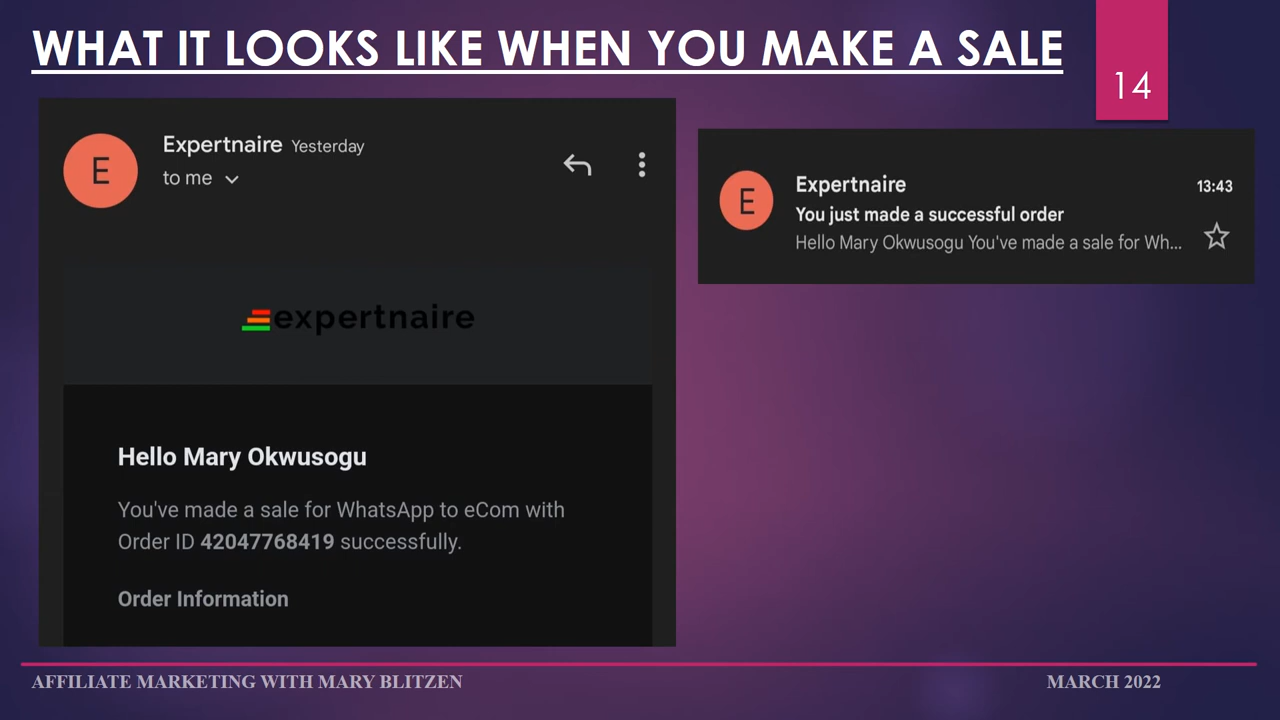 WHAT IT LOOKS LIKE WHEN YOU MAKE A SALE
14
E
Expertnaire Yesterday
to me
expertnaire
Hello Mary Okwusogu
You've made a sale for WhatsApp to eCom with
Order ID 42047768419 successfully.
Order Information
E
Expertnaire 13:43
You just made a successful order
Hello Mary Okwusogu You've made a sale for Wh...
AFFILIATE MARKETING WITH MARY BLITZEN
MARCH 2022